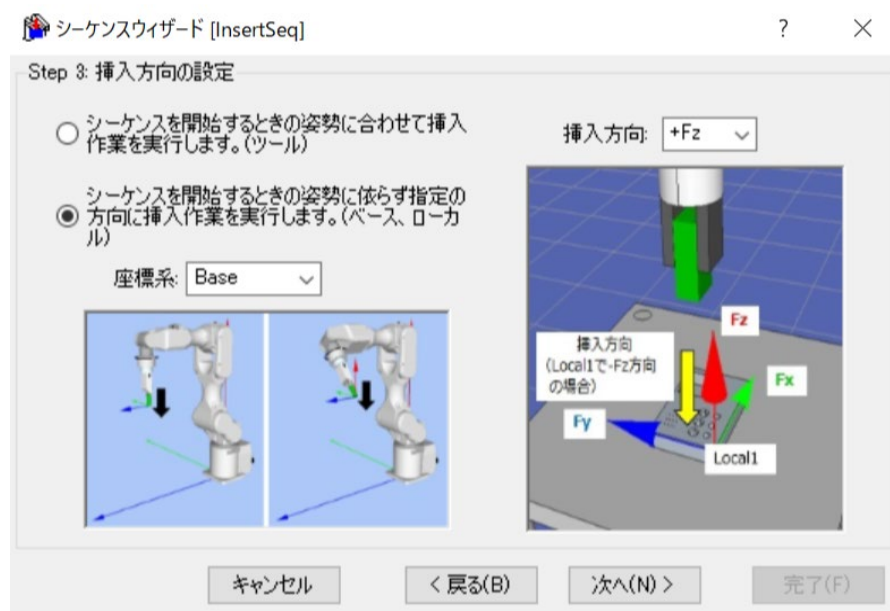 シーケンスウィザード [InsertSeq]
Step 3: 挿入方向の設定
シーケンスを開始するときの姿勢に合わせて挿入
作業を実行します。(ツール)
シーケンスを開始するときの姿勢に依らず指定の
方向に挿入作業を実行します。(ベース、ローカ
ル)
座標系: Base
挿入方向: +Fz
Fz
挿入方向
(Local1で-Fz方向
の場合)
Fx
Fy
Local1
キャンセル
< 戻る(B)
次へ(N) >
完了(F)